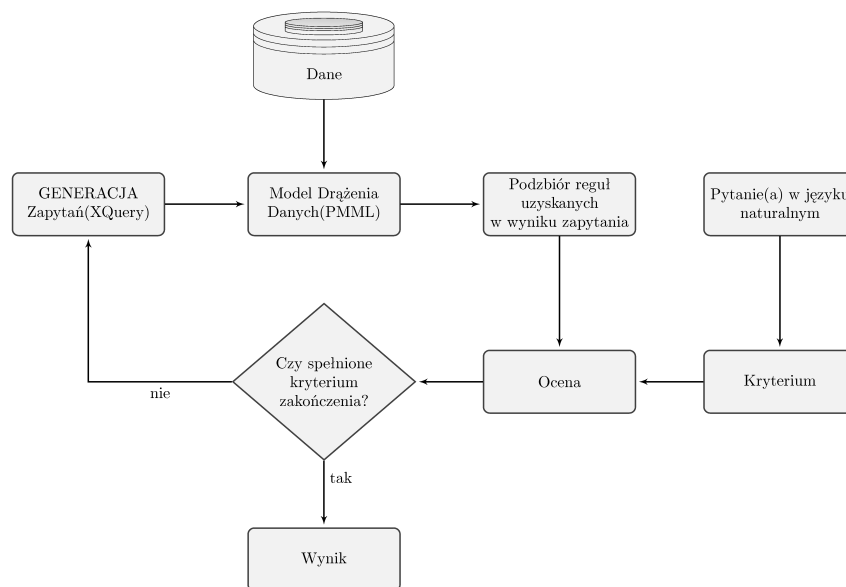 Dane
GENERACJA
Zapytań(XQuery)
Model Drążenia
Danych(PMML)
Podzbiór reguł
uzyskanych
w wyniku zapytania
Pytanie(a) w języku
naturalnym
Czy spełnione
kryterium
zakończenia?
Ocena
Kryterium
nie
tak
Wynik